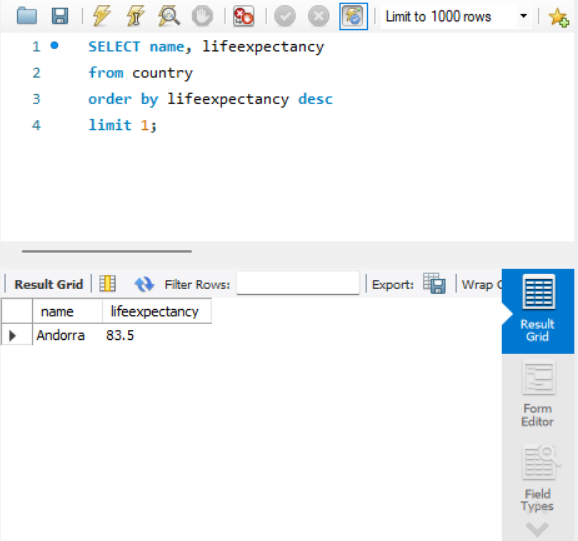 Limit to 1000 rows
1 SELECT name, lifeexpectancy
2 from country
3 order by lifeexpectancy desc
4 limit 1;
Result Grid Filter Rows: Export: Wrap C
name lifeexpectancy
Andorra 83.5
Result
Grid
Form
Editor
Field
Types